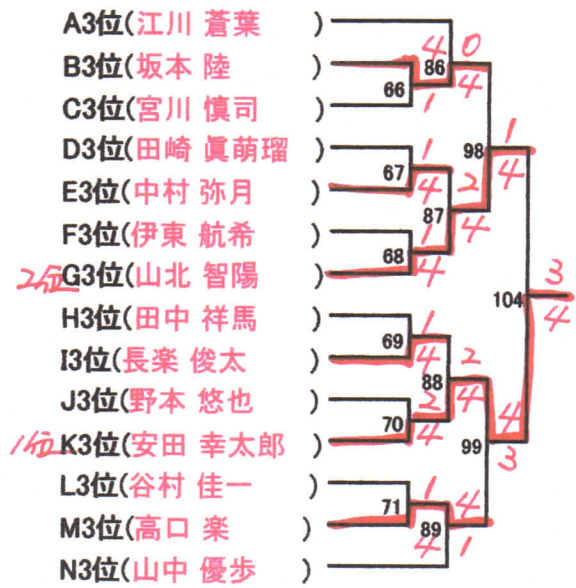 A3位(江川 蒼葉 )
B3位(坂本 陸 )
C3位(宮川 慎司 )
D3位(田崎 眞萌瑠 )
E3位(中村 弥月 )
F3位(伊東 航希 )
2位G3位(山北 智陽 )
H3位(田中 祥馬 )
I3位(長楽 俊太 )
J3位(野本 悠也 )
1位K3位(安田 幸太郎 )
L3位(谷村 佳一 )
M3位(高口 楽 )
N3位(山中 優歩 )
66
4
1
67
1
4
68
1
4
69
1
4
70
2
4
71
1
4
86
0
4
87
2
4
88
2
4
89
4
1
98
1
4
99
4
3
104
3
4